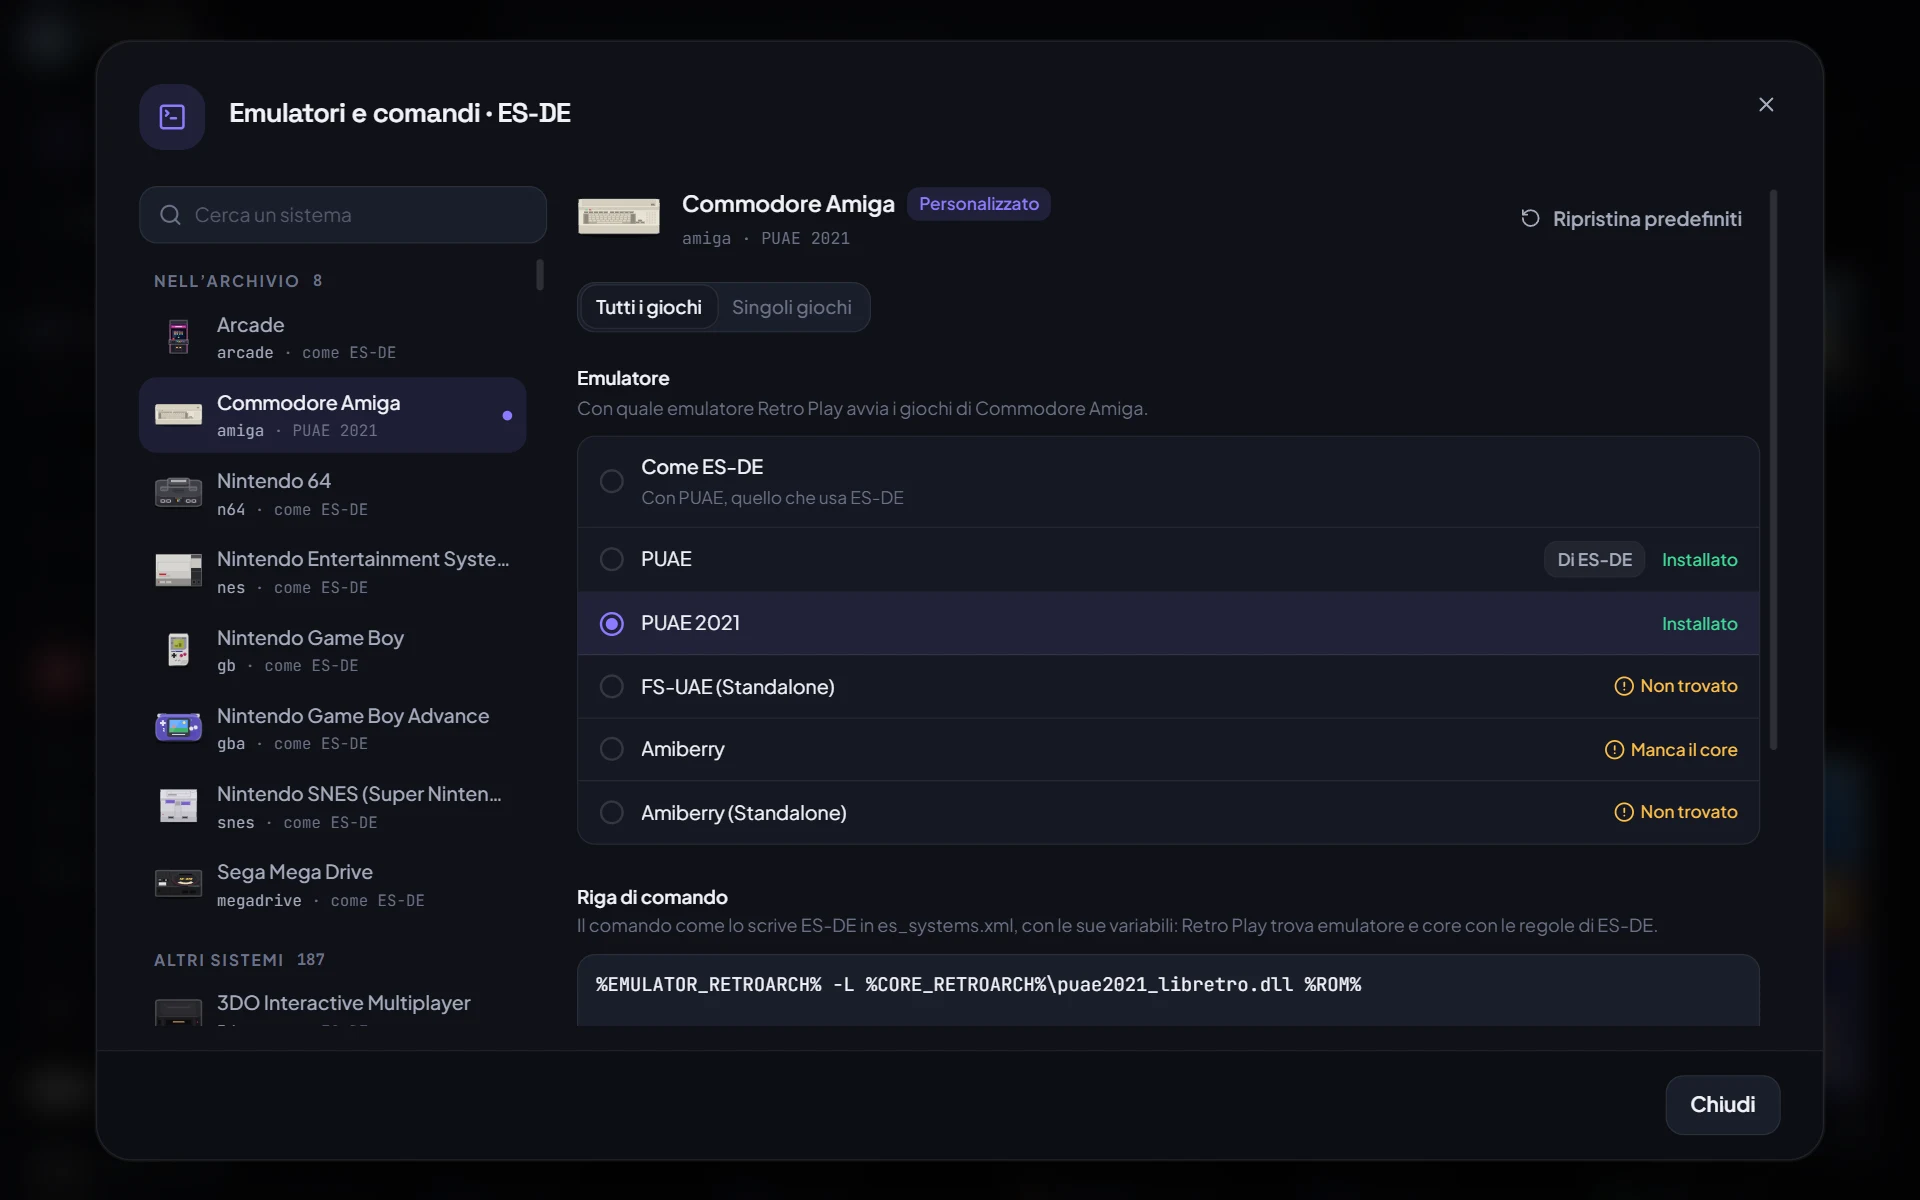 Emulatori e comandi · ES-DE
Cerca un sistema
NELL'ARCHIVIO 8
Arcade
arcade · come ES-DE
Commodore Amiga
amiga · PUAE 2021
Nintendo 64
n64 · come ES-DE
Nintendo Entertainment Syste...
nes · come ES-DE
Nintendo Game Boy
gb · come ES-DE
Nintendo Game Boy Advance
gba · come ES-DE
Nintendo SNES (Super Ninten...
snes · come ES-DE
Sega Mega Drive
megadrive · come ES-DE
ALTRI SISTEMI 187
3DO Interactive Multiplayer
Commodore Amiga Personalizzato
amiga · PUAE 2021
Ripristina predefiniti
Tutti i giochi Singoli giochi
Emulatore
Con quale emulatore Retro Play avvia i giochi di Commodore Amiga.
Come ES-DE
Con PUAE, quello che usa ES-DE
PUAE Di ES-DE Installato
PUAE 2021 Installato
FS-UAE (Standalone) Non trovato
Amiberry Manca il core
Amiberry (Standalone) Non trovato
Riga di comando
Il comando come lo scrive ES-DE in es_systems.xml, con le sue variabili: Retro Play trova emulatore e core con le regole di ES-DE.
%EMULATOR_RETROARCH% -L %CORE_RETROARCH%\puae2021_libretro.dll %ROM%
Chiudi